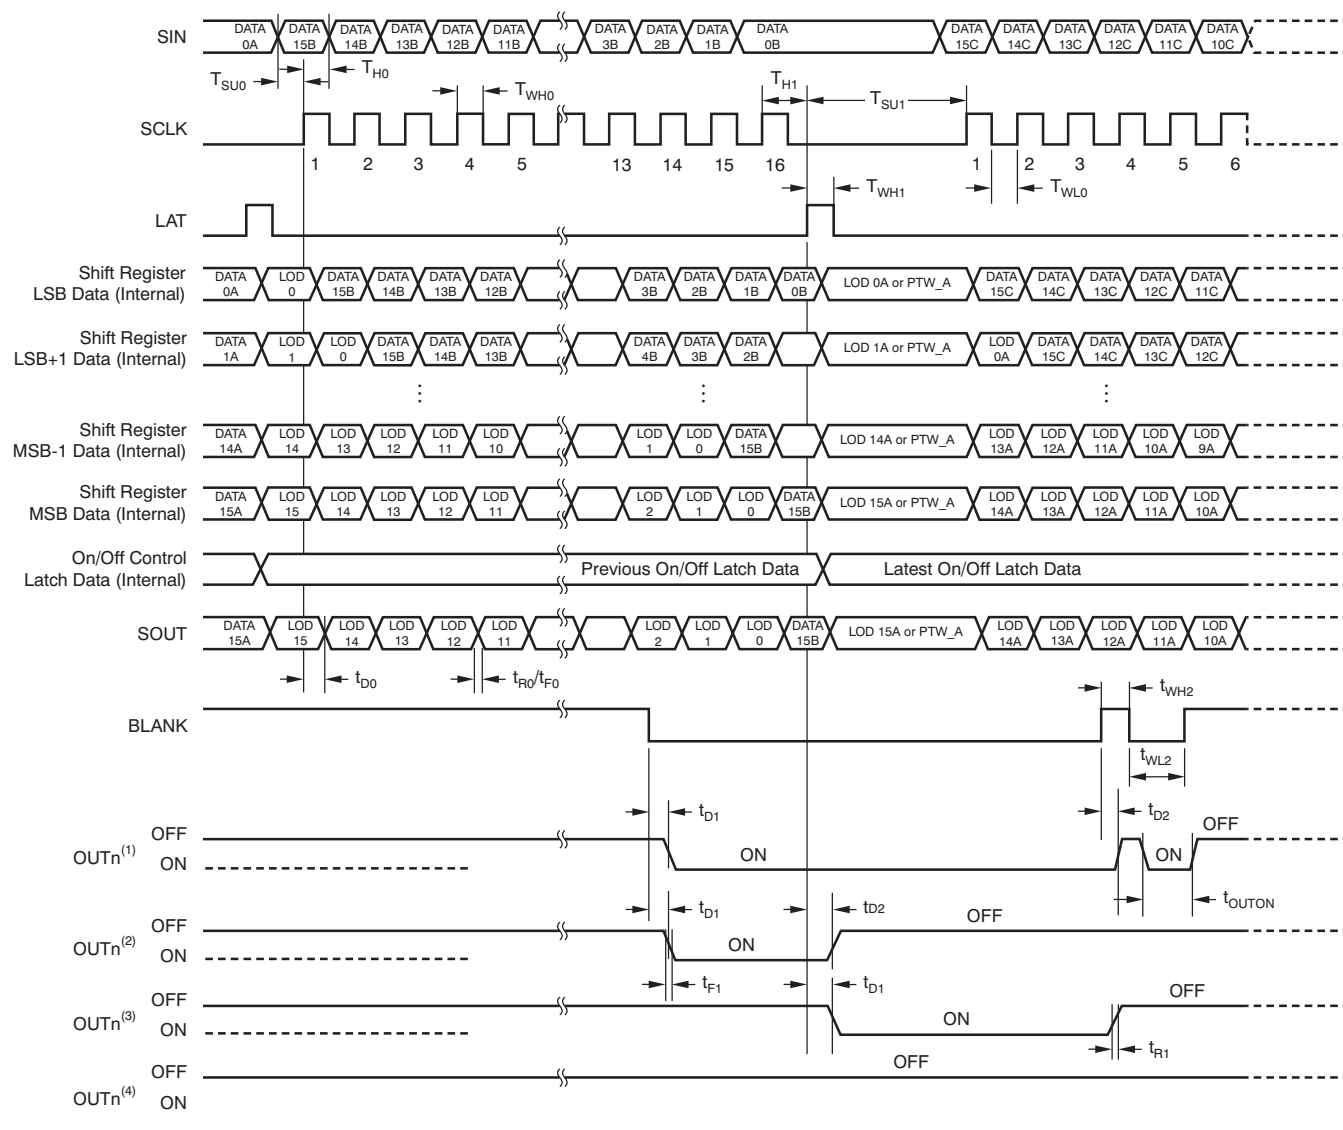 SIN DATA 0A DATA 15B DATA 14B DATA 13B DATA 12B DATA 11B DATA 3B DATA 2B DATA 1B DATA 0B DATA 15C DATA 14C DATA 13C DATA 12C DATA 11C DATA 10C
TSU0 TH0 TWH0 TH1 TSU1
SCLK
1 2 3 4 5 13 14 15 16 1 2 3 4 5 6
TWH1 TWL0
LAT
Shift Register LSB Data (Internal) DATA 0A LOD 0 DATA 15B DATA 14B DATA 13B DATA 12B DATA 3B DATA 2B DATA 1B DATA 0B LOD 0A or PTW_A DATA 15C DATA 14C DATA 13C DATA 12C DATA 11C
Shift Register LSB+1 Data (Internal) DATA 1A LOD 1 LOD 0 DATA 15B DATA 14B DATA 13B DATA 4B DATA 3B DATA 2B LOD 1A or PTW_A LOD 0A DATA 15C DATA 14C DATA 13C DATA 12C
Shift Register MSB-1 Data (Internal) DATA 14A LOD 14 LOD 13 LOD 12 LOD 11 LOD 10 LOD 1 LOD 0 DATA 15B LOD 14A or PTW_A LOD 13A LOD 12A LOD 11A LOD 10A LOD 9A
Shift Register MSB Data (Internal) DATA 15A LOD 15 LOD 14 LOD 13 LOD 12 LOD 11 LOD 2 LOD 1 LOD 0 DATA 15B LOD 15A or PTW_A LOD 14A LOD 13A LOD 12A LOD 11A LOD 10A
On/Off Control Latch Data (Internal) Previous On/Off Latch Data Latest On/Off Latch Data
SOUT DATA 15A LOD 15 LOD 14 LOD 13 LOD 12 LOD 11 LOD 2 LOD 1 LOD 0 DATA 15B LOD 15A or PTW_A LOD 14A LOD 13A LOD 12A LOD 11A LOD 10A
tD0 tR0/tF0 tWH2
BLANK
tWL2
tD1 tD2
OFF OFF
OUTn(1) ON ON ON
tD1 tD2 tOUTON
OFF OFF
OUTn(2) ON ON
tF1 tD1
OFF OFF
OUTn(3) ON ON
tR1
OFF OFF
OUTn(4) ON